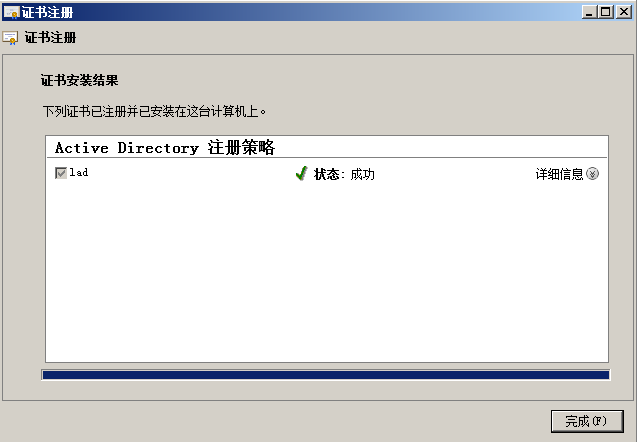 证书注册
证书注册
证书安装结果
下列证书已注册并已安装在这台计算机上。
Active Directory 注册策略
lad 状态: 成功 详细信息
完成(F)